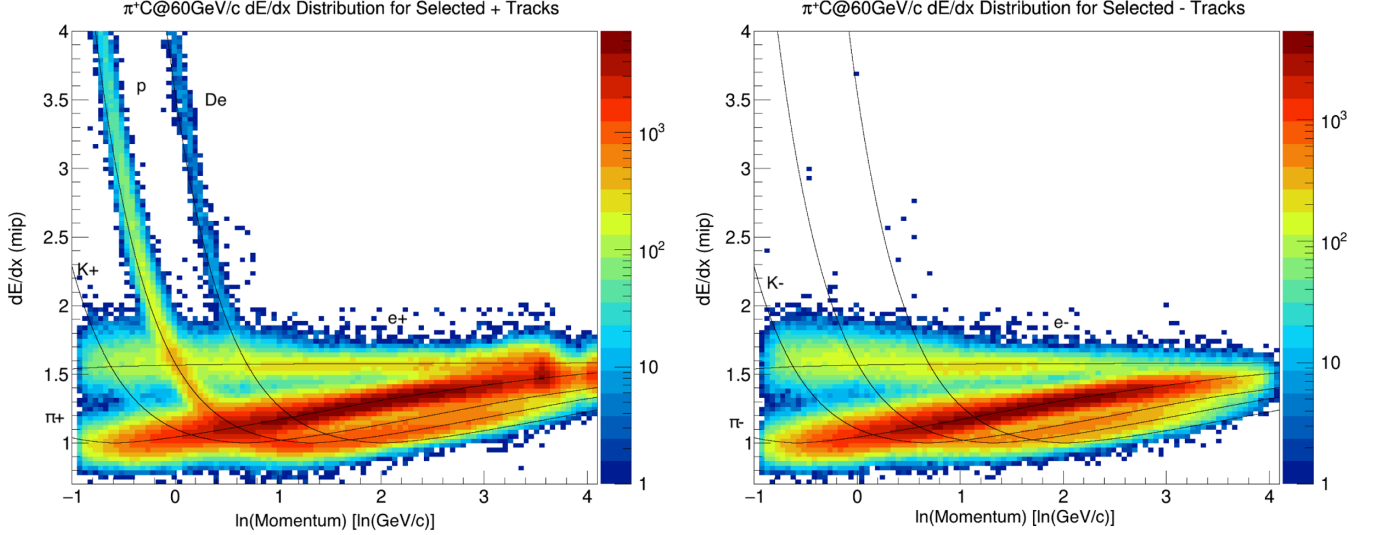 π⁺C@60GeV/c dE/dx Distribution for Selected + Tracks
dE/dx (mip)
4
3.5
3
2.5
2
1.5
1
p
De
K+
e+
π+
10³
10²
10
1
−1 0 1 2 3 4
ln(Momentum) [ln(GeV/c)]
π⁺C@60GeV/c dE/dx Distribution for Selected - Tracks
dE/dx (mip)
4
3.5
3
2.5
2
1.5
1
K-
e-
π-
10³
10²
10
1
−1 0 1 2 3 4
ln(Momentum) [ln(GeV/c)]